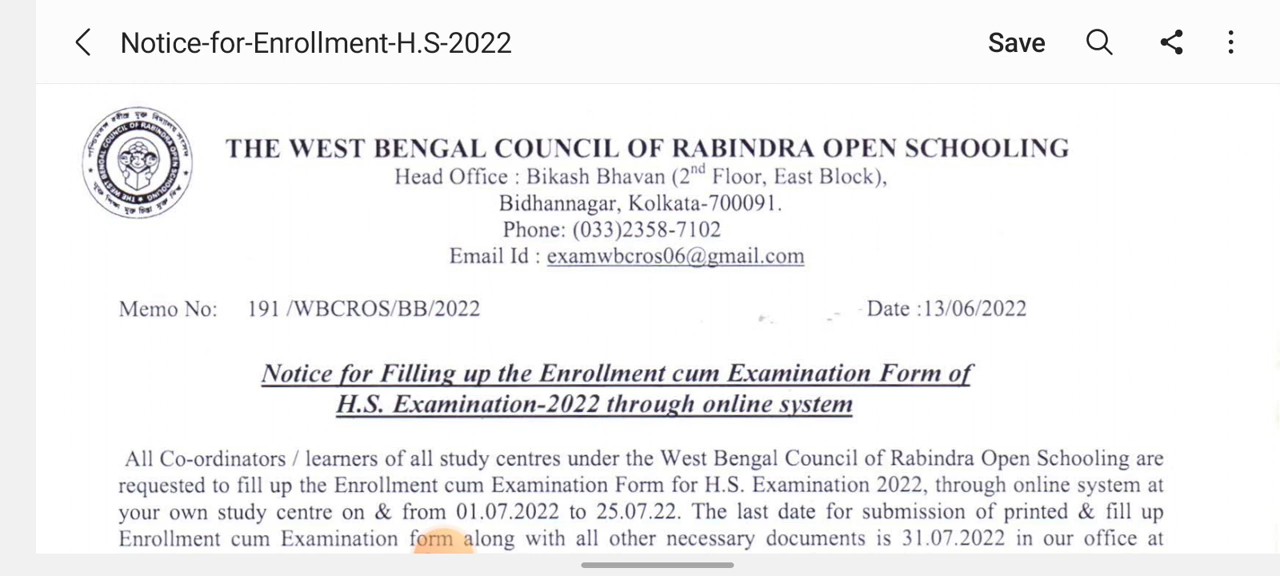 Notice-for-Enrollment-H.S-2022
Save
THE WEST BENGAL COUNCIL OF RABINDRA OPEN SCHOOLING
Head Office : Bikash Bhavan (2nd Floor, East Block),
Bidhannagar, Kolkata-700091.
Phone: (033)2358-7102
Email Id : examwbcros06@gmail.com
Memo No: 191 /WBCROS/BB/2022 Date :13/06/2022
Notice for Filling up the Enrollment cum Examination Form of
H.S. Examination-2022 through online system
All Co-ordinators / learners of all study centres under the West Bengal Council of Rabindra Open Schooling are
requested to fill up the Enrollment cum Examination Form for H.S. Examination 2022, through online system at
your own study centre on & from 01.07.2022 to 25.07.22. The last date for submission of printed & fill up
Enrollment cum Examination form along with all other necessary documents is 31.07.2022 in our office at